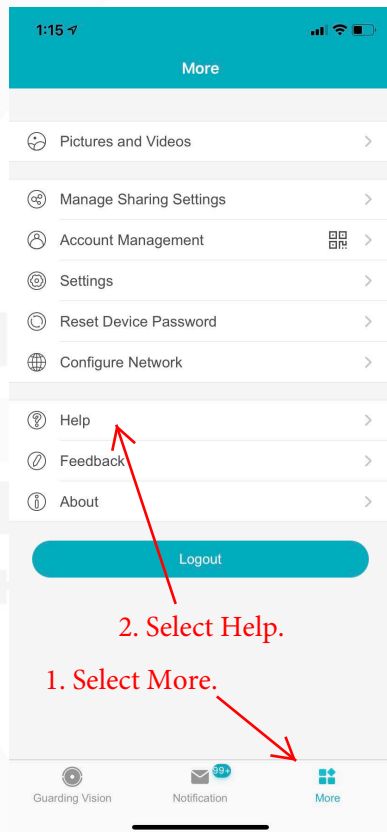 1:15
More
Pictures and Videos
Manage Sharing Settings
Account Management
Settings
Reset Device Password
Configure Network
Help
Feedback
About
Logout
2. Select Help.
1. Select More.
99+
Guarding Vision
Notification
More